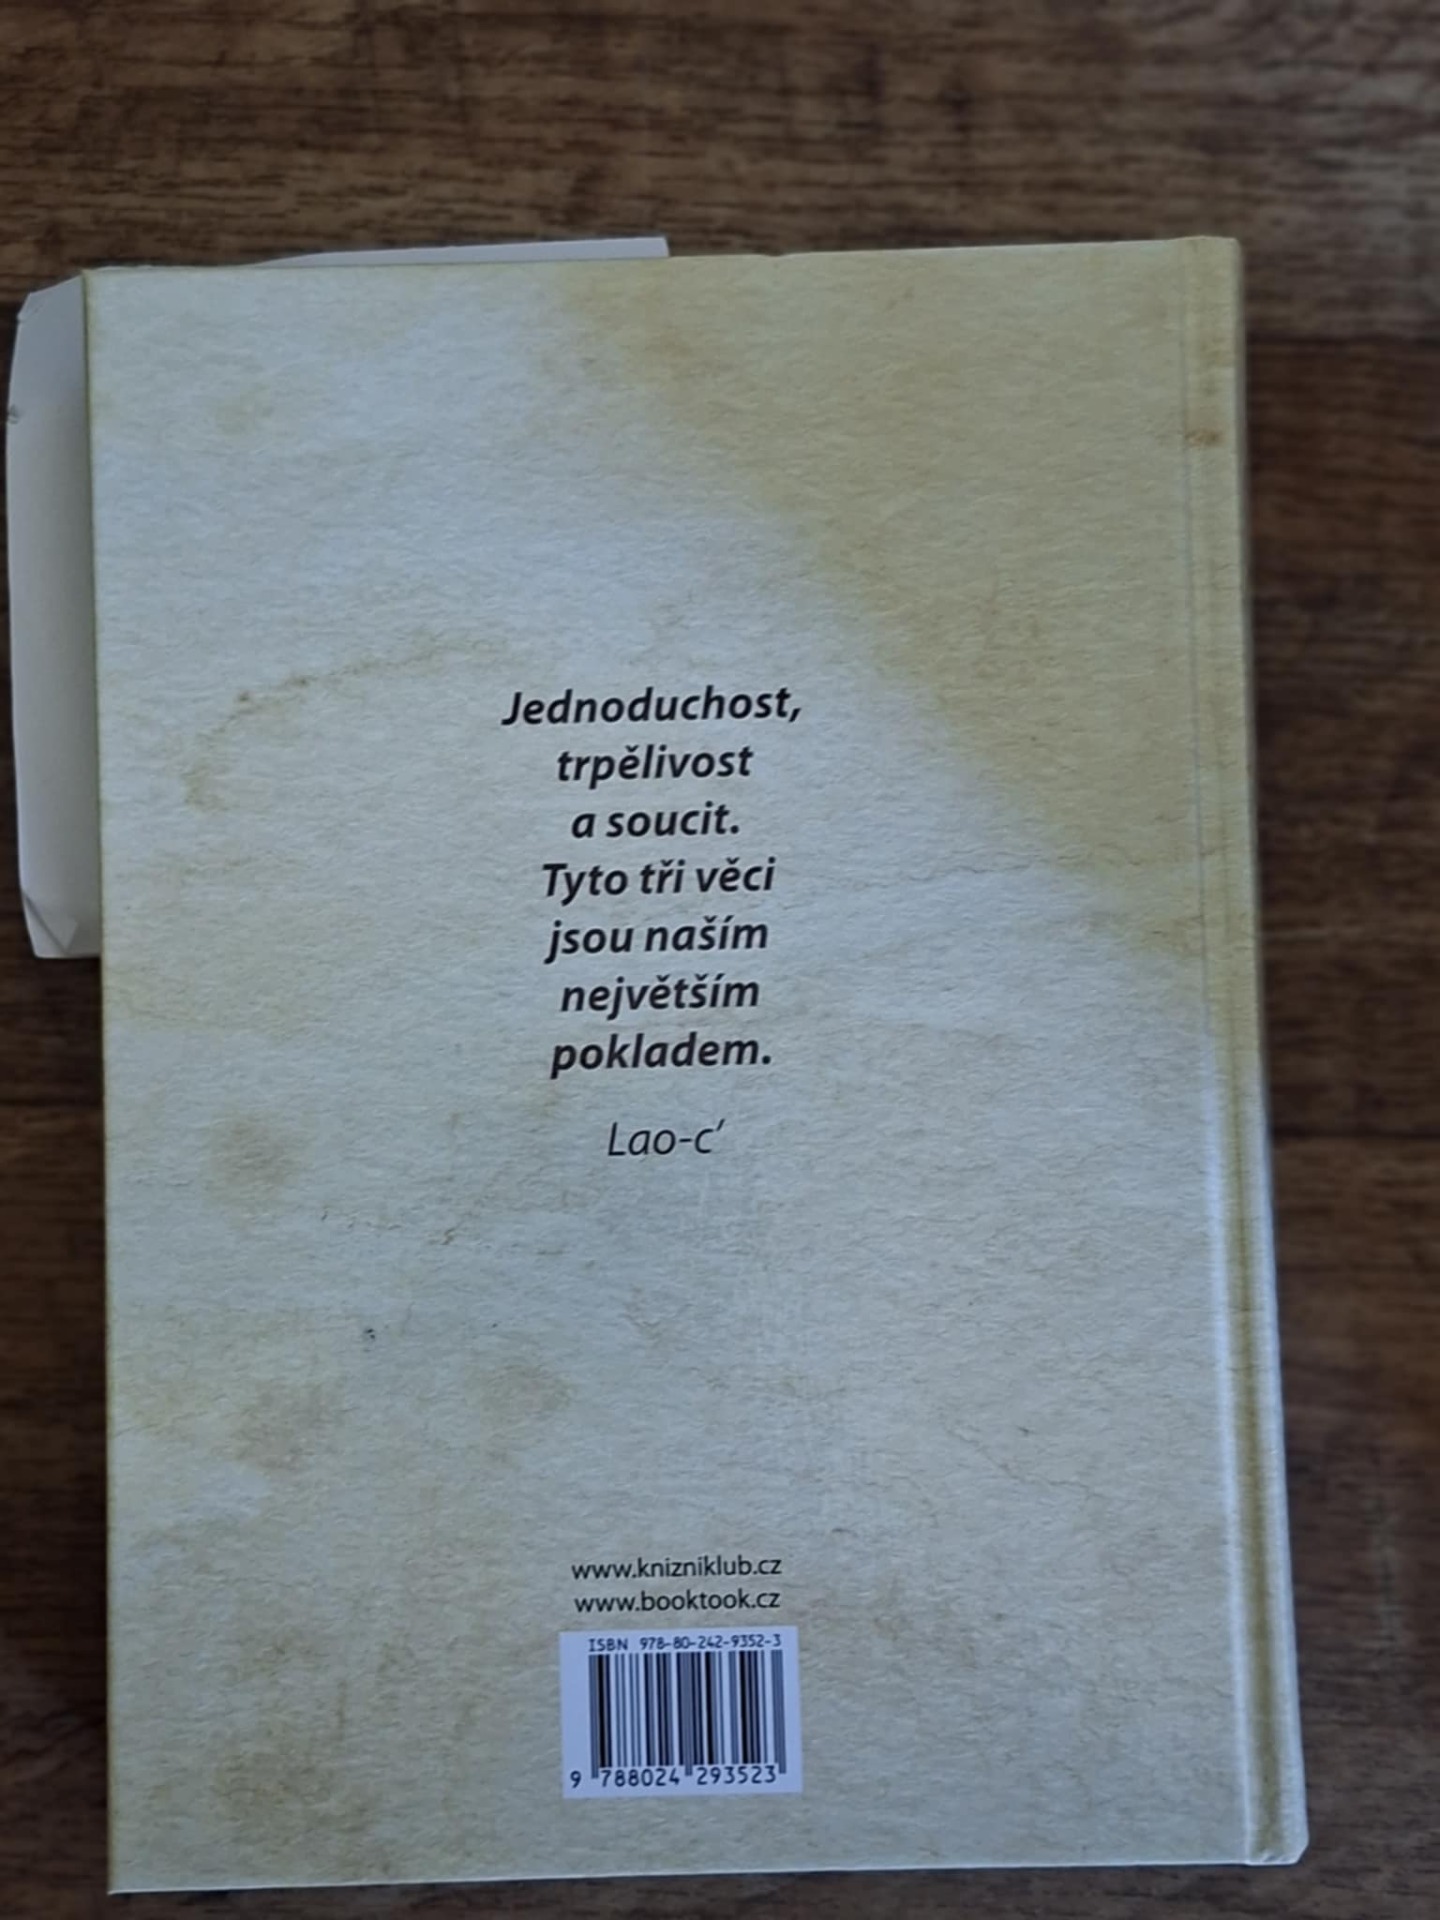 Jednoduchost,
trpělivost
a soucit.
Tyto tři věci
jsou naším
největším
pokladem.
Lao-c’
www.knizniklub.cz
www.booktook.cz
ISBN 978-80-242-9352-3
9 788024 293523